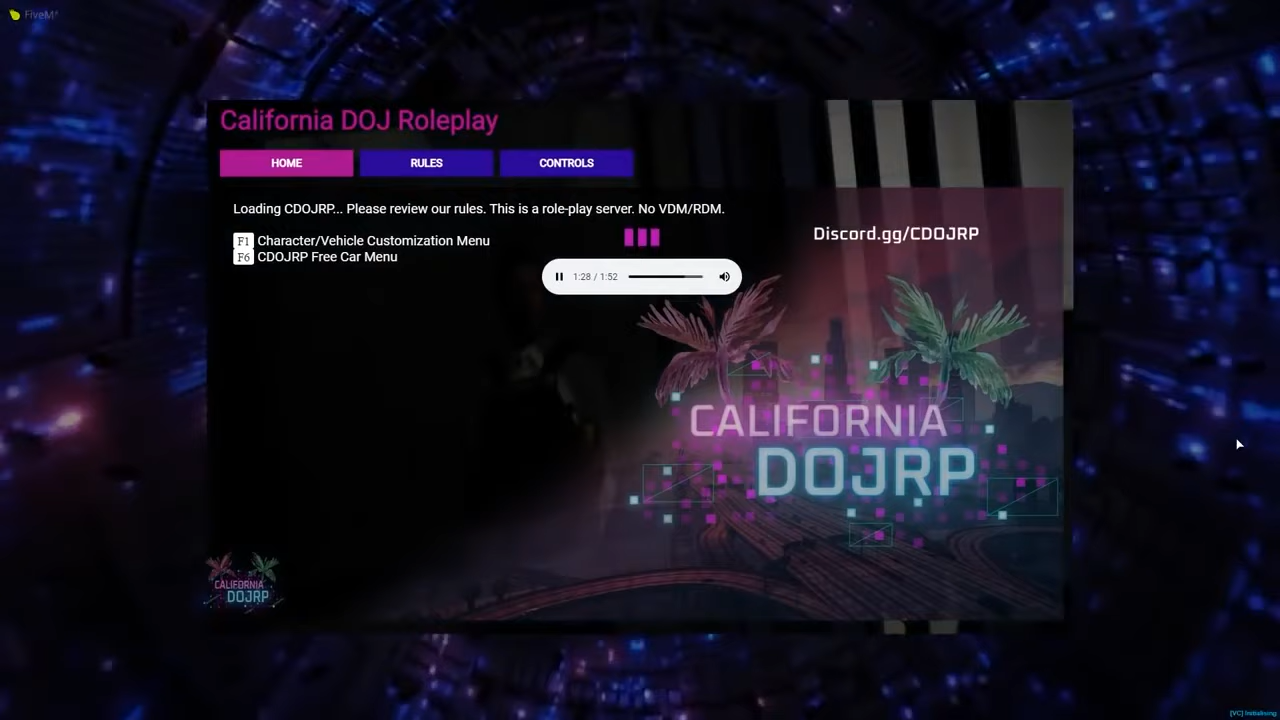 FiveM*
California DOJ Roleplay
HOME RULES CONTROLS
Loading CDOJRP... Please review our rules. This is a role-play server. No VDM/RDM.
Discord.gg/CDOJRP
F1 Character/Vehicle Customization Menu
F6 CDOJRP Free Car Menu
1:28 / 1:52
CALIFORNIA
DOJRP
CALIFORNIA
DOJRP
[VC] Initialising